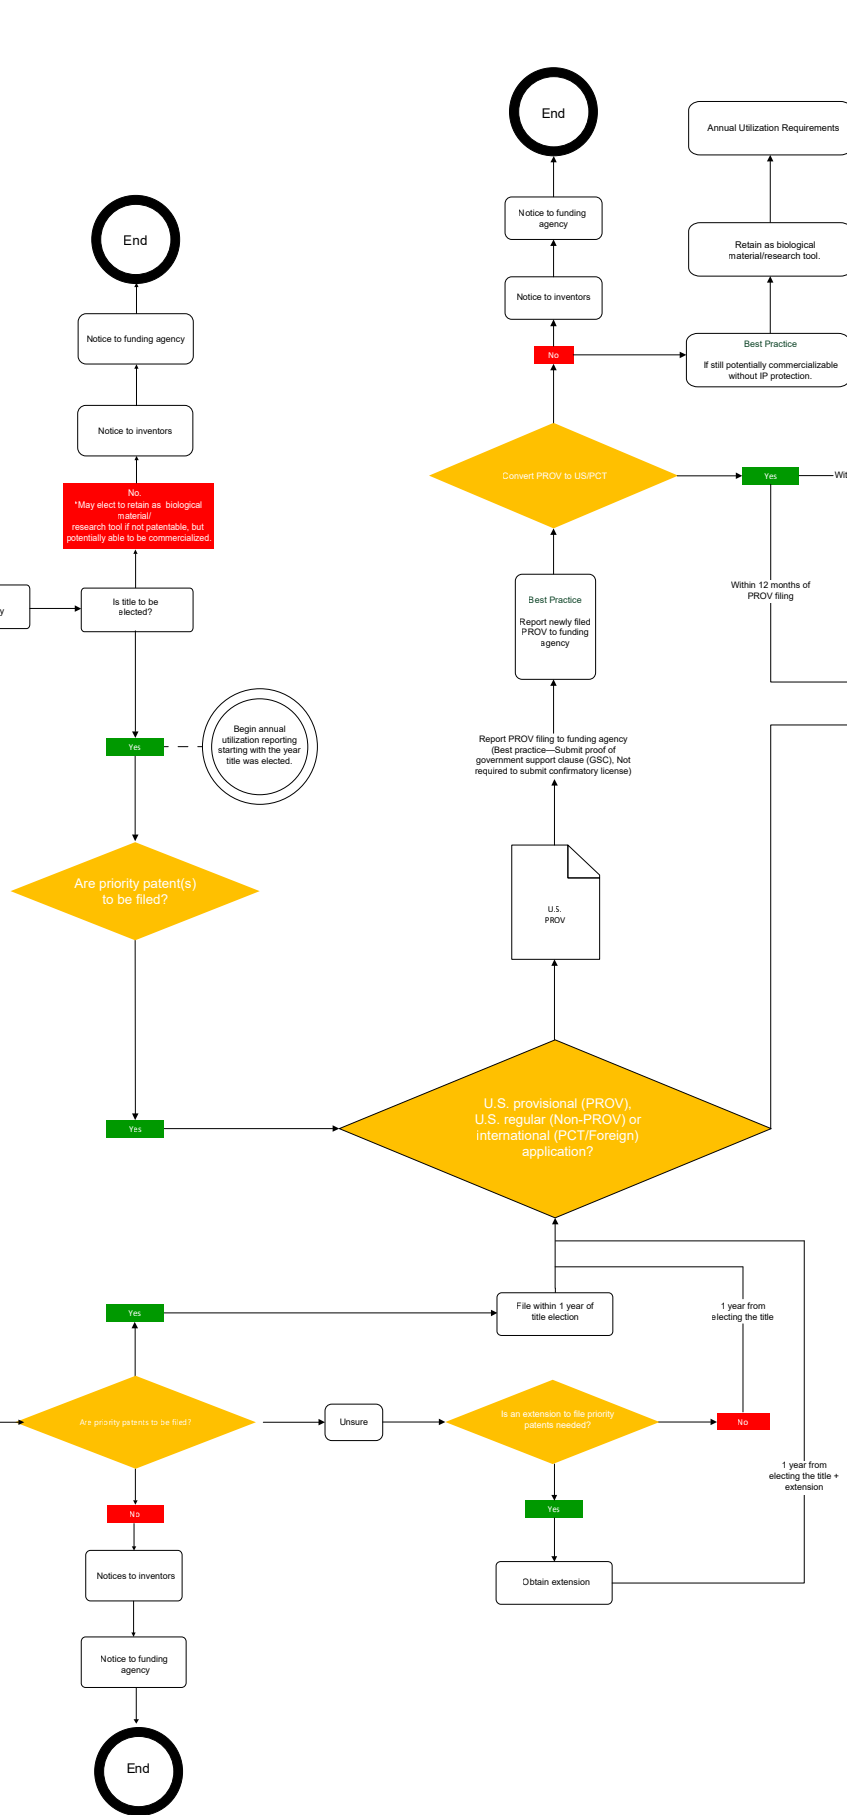 End
Annual Utilization Requirements
Notice to funding
agency
End
Retain as biological
material/research tool.
Notice to inventors
Notice to funding agency
Best Practice
If still potentially commercializable
without IP protection.
No
Notice to inventors
Convert PROV to US/PCT
Yes
No.
*May elect to retain as biological
material/
research tool if not patentable, but
potentially able to be commercialized.
Within 12 months of
PROV filing
Is title to be
elected?
Best Practice
Report newly filed
PROV to funding
agency
Yes
Begin annual
utilization reporting
starting with the year
title was elected.
Report PROV filing to funding agency
(Best practice—Submit proof of
government support clause (GSC), Not
required to submit confirmatory license)
Are priority patent(s)
to be filed?
U.S.
PROV
Yes
U.S. provisional (PROV),
U.S. regular (Non-PROV) or
international (PCT/Foreign)
application?
Yes
File within 1 year of
title election
1 year from
electing the title
Are priority patents to be filed?
Unsure
Is an extension to file priority
patents needed?
No
1 year from
electing the title +
extension
No
Yes
Notices to inventors
Obtain extension
Notice to funding
agency
End